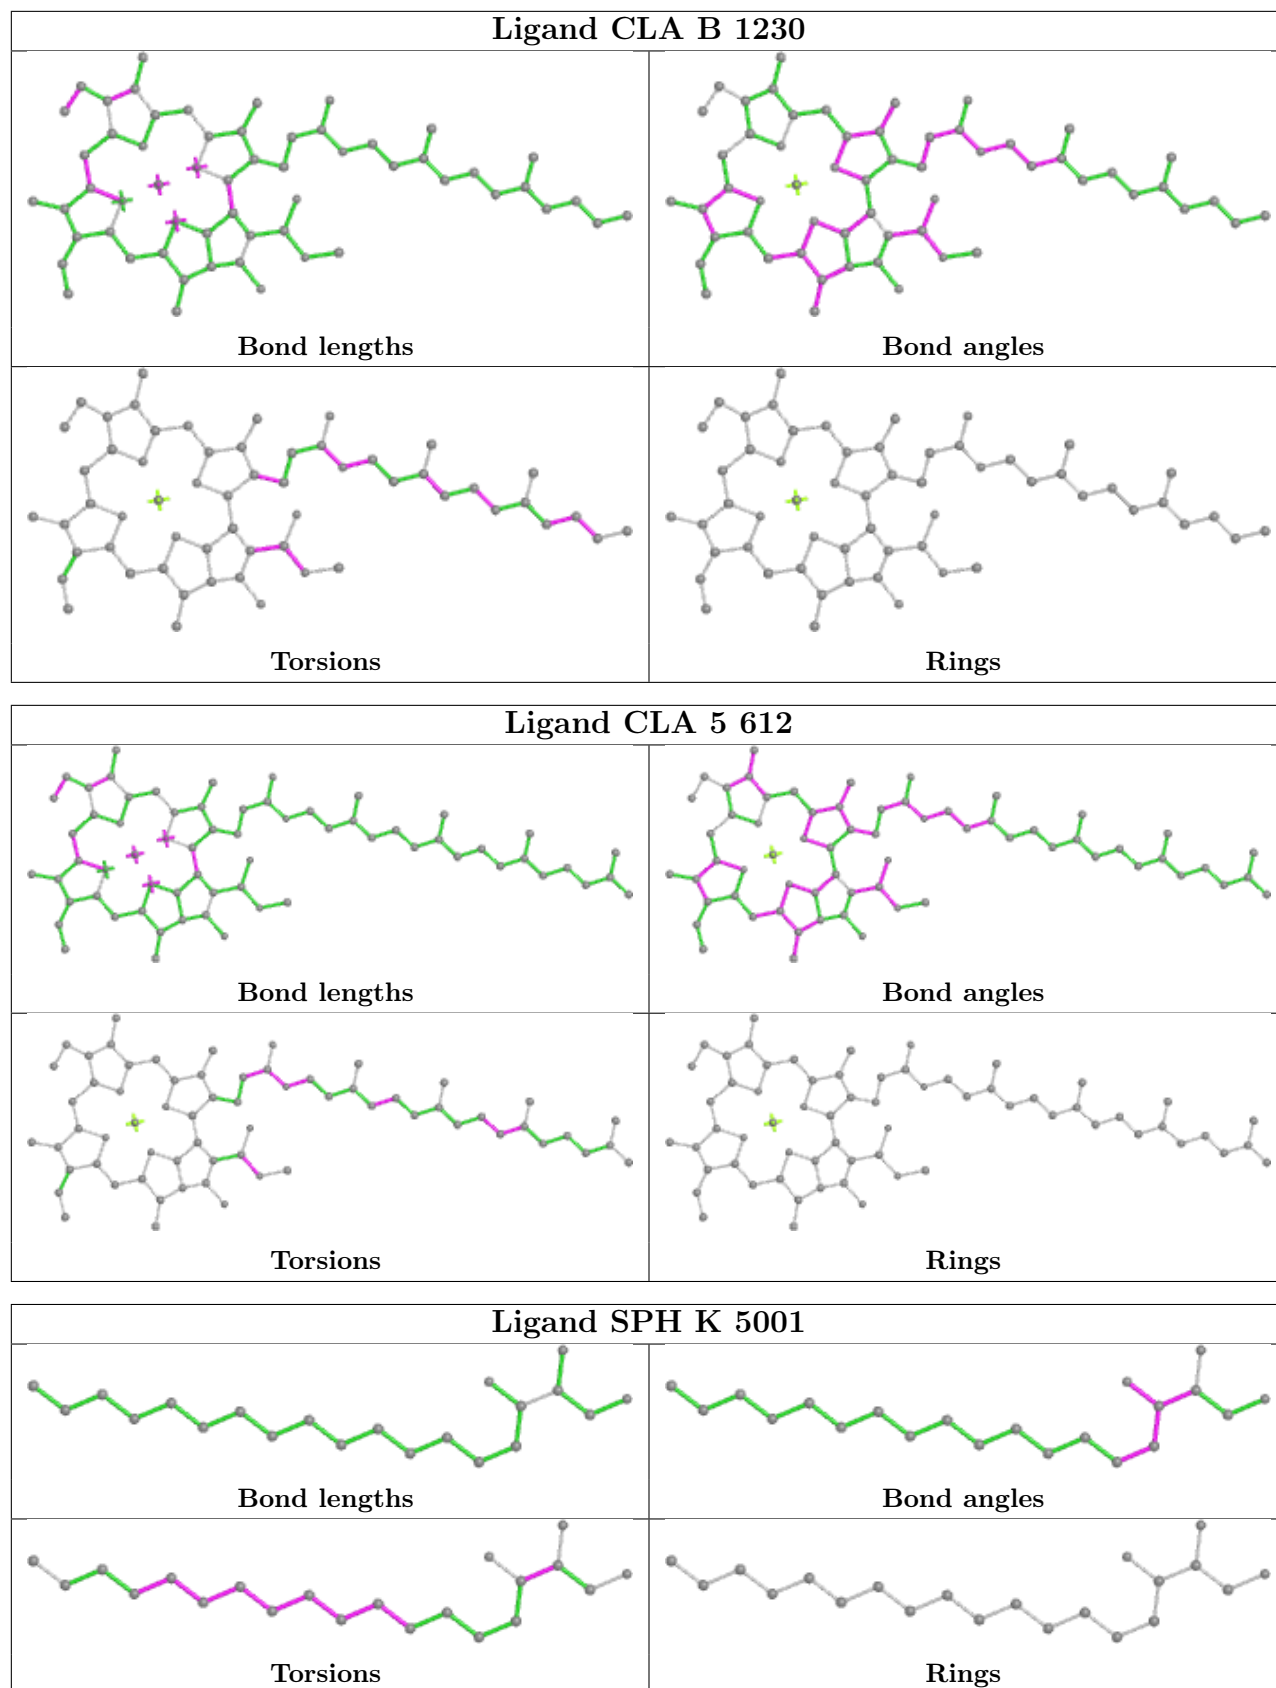 Ligand CLA B 1230
Bond lengths
Bond angles
Torsions
Rings
Ligand CLA 5 612
Bond lengths
Bond angles
Torsions
Rings
Ligand SPH K 5001
Bond lengths
Bond angles
Torsions
Rings